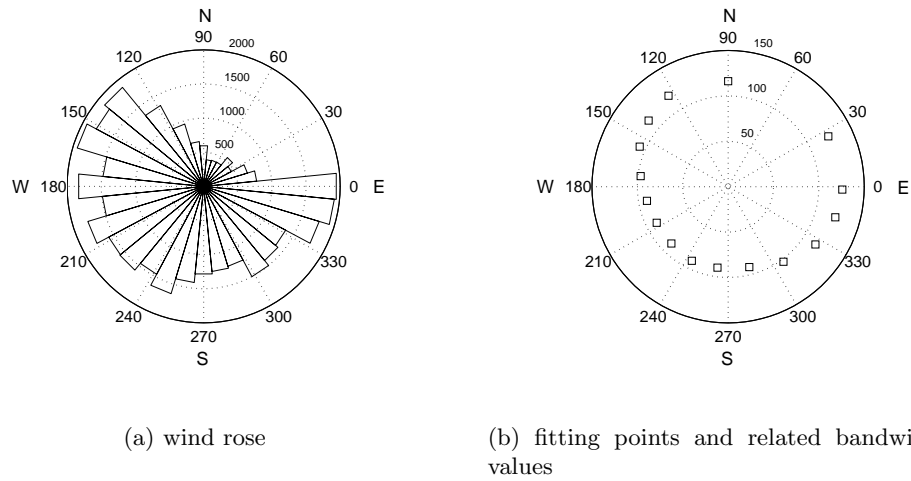 N
90
2000
120
60
1500
150
1000
30
500
W
180
0
E
210
330
240
300
270
S
(a) wind rose
N
90
150
120
60
100
150
30
50
W
180
0
E
210
330
240
300
270
S
(b) fitting points and related bandwi
values